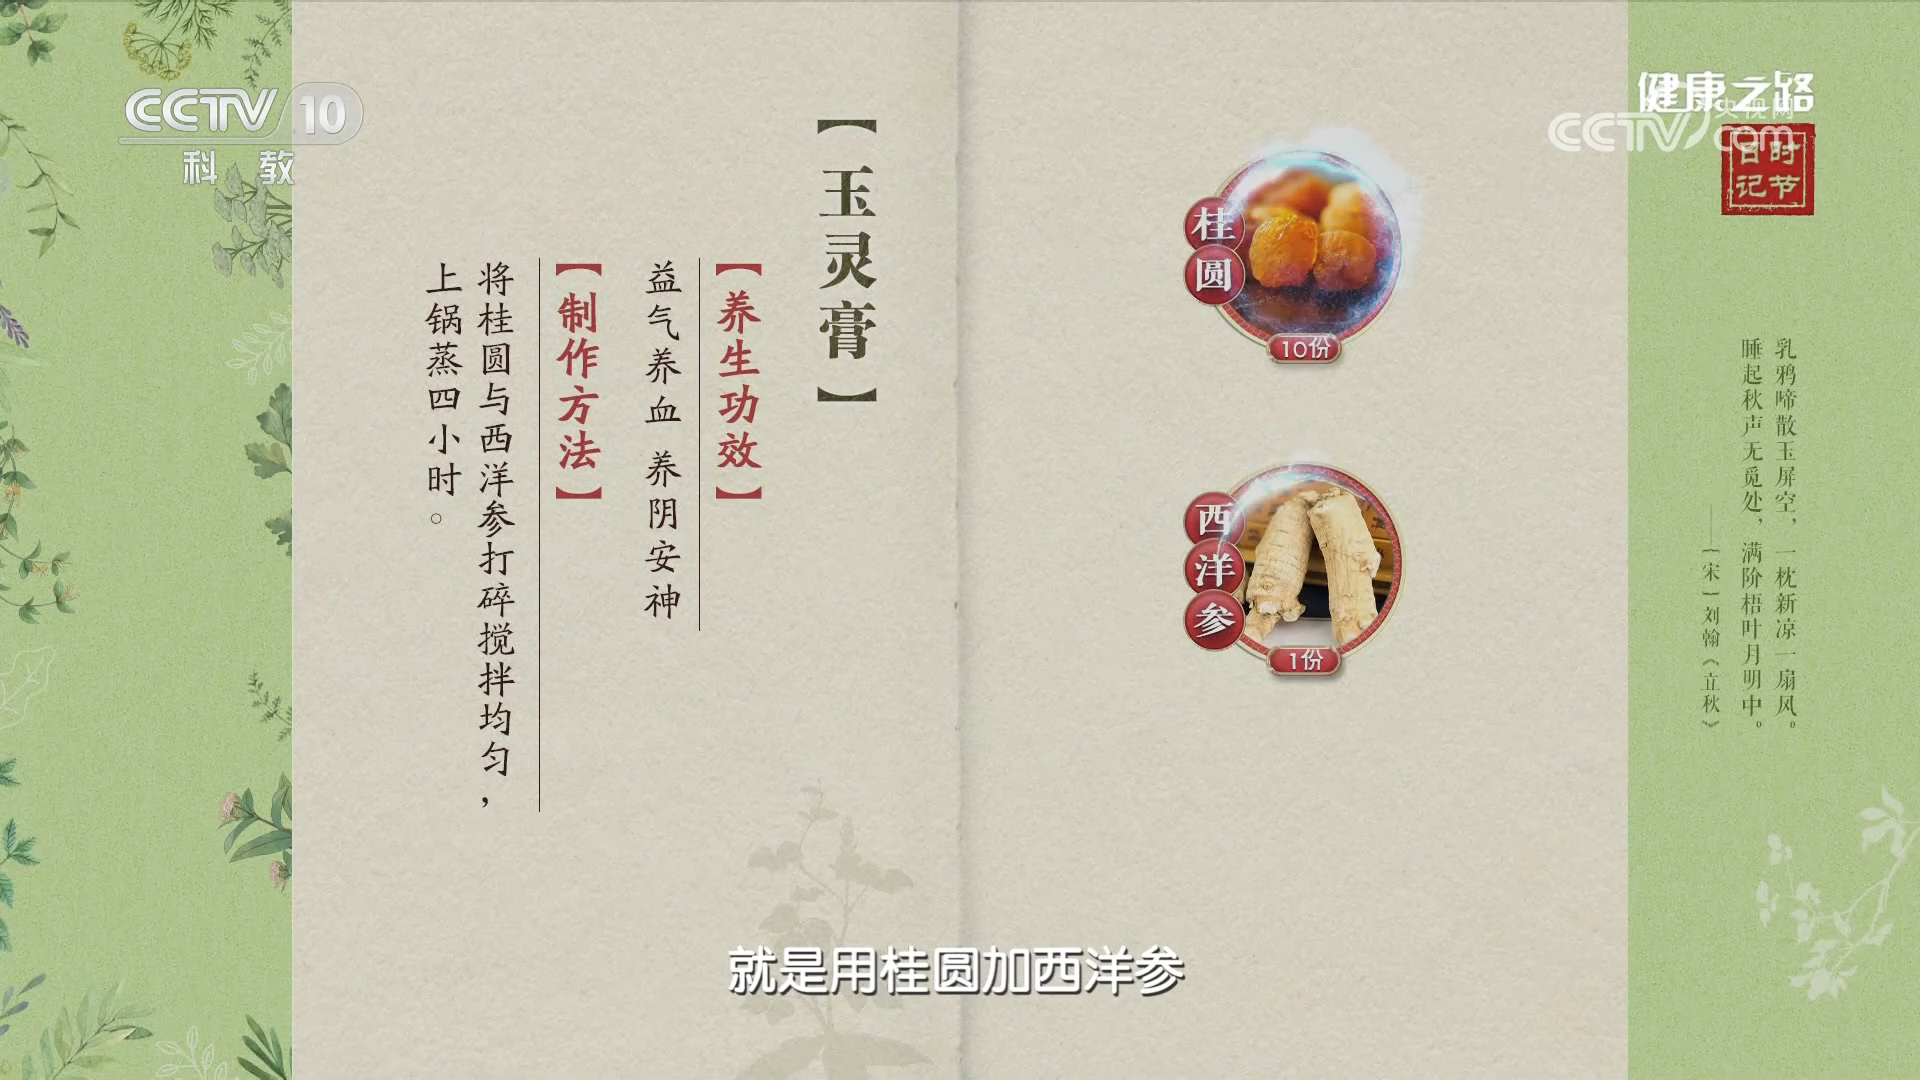 CCTV 10
科 教
健康之路
央视网
CCTV.com
时节
日记
【玉灵膏】
【养生功效】
益气养血 养阴安神
【制作方法】
将桂圆与西洋参打碎搅拌均匀，
上锅蒸四小时。
桂圆
10份
西洋参
1份
乳鸦啼散玉屏空，一枕新凉一扇风。
睡起秋声无觅处，满阶梧叶月明中。
——［宋］刘翰《立秋》
就是用桂圆加西洋参